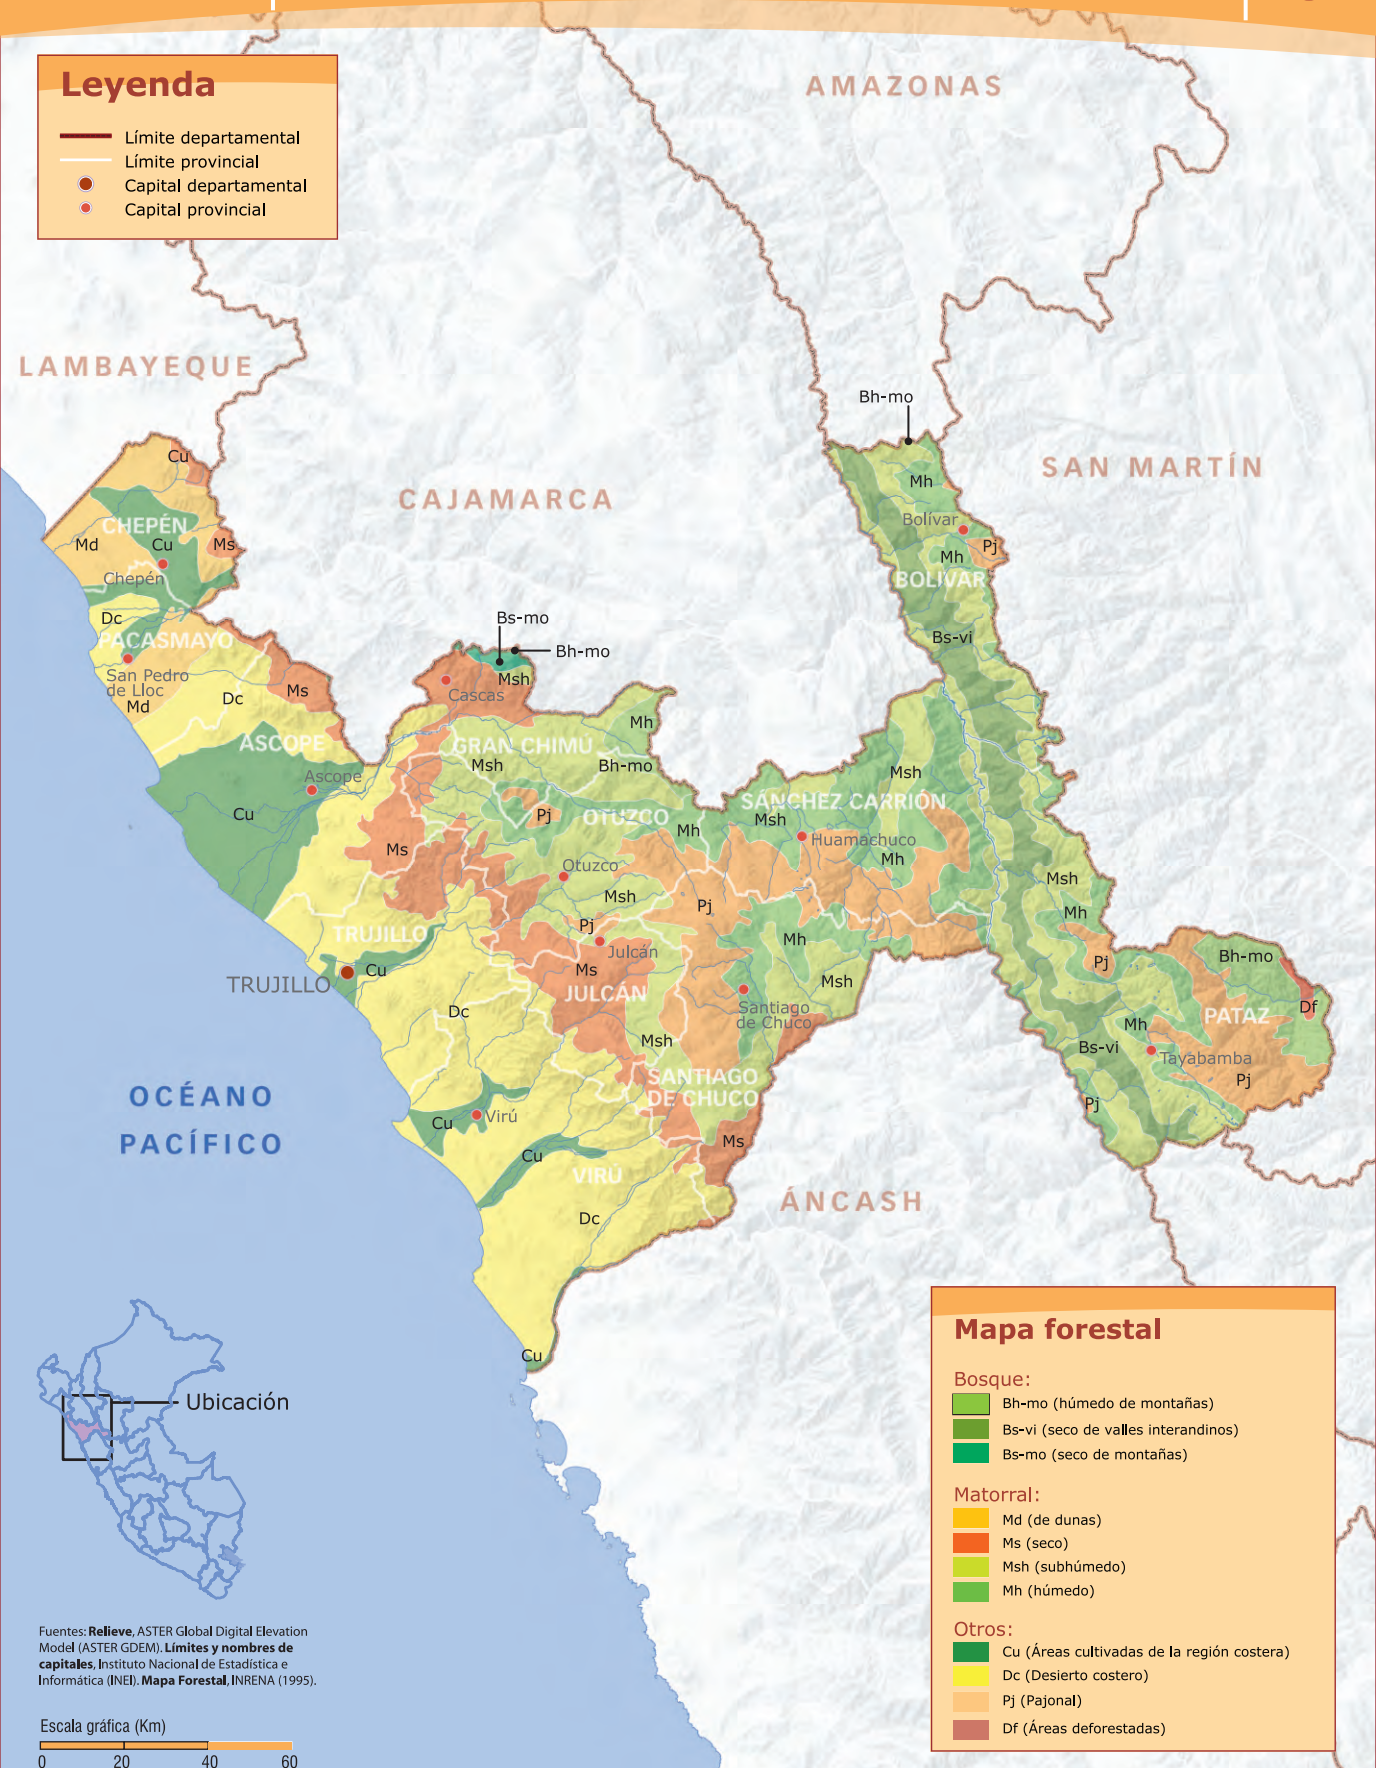 Leyenda
Límite departamental
Límite provincial
Capital departamental
Capital provincial
AMAZONAS
LAMBAYEQUE
CAJAMARCA
SAN MARTÍN
Bh-mo
Cu
CHEPÉN
Md
Cu
Ms
Chepén
Dc
PACASMAYO
San Pedro
de Lloc
Md
Dc
Ms
ASCOPE
Ascope
Cu
Bs-mo
Bh-mo
Msh
Cascas
Mh
GRAN CHIMÚ
Msh
Bh-mo
Pj
OTUZCO
Mh
Ms
Otuzco
Msh
Pj
Julcán
Ms
JULCÁN
Msh
Mh
Bolívar
Mh
Pj
BOLÍVAR
Bs-vi
Msh
SÁNCHEZ CARRIÓN
Msh
Huamachuco
Mh
Pj
Mh
Msh
Santiago
de Chuco
SANTIAGO
DE CHUCO
Ms
Msh
Mh
Pj
Bh-mo
Df
PATAZ
Mh
Bs-vi
Tayabamba
Pj
Pj
TRUJILLO
Cu
TRUJILLO
Dc
Cu
Virú
Cu
VIRÚ
Dc
Cu
OCÉANO
PACÍFICO
ÁNCASH
Ubicación
Mapa forestal
Bosque:
Bh-mo (húmedo de montañas)
Bs-vi (seco de valles interandinos)
Bs-mo (seco de montañas)
Matorral:
Md (de dunas)
Ms (seco)
Msh (subhúmedo)
Mh (húmedo)
Otros:
Cu (Áreas cultivadas de la región costera)
Dc (Desierto costero)
Pj (Pajonal)
Df (Áreas deforestadas)
Fuentes: Relieve, ASTER Global Digital Elevation
Model (ASTER GDEM). Límites y nombres de
capitales, Instituto Nacional de Estadística e
Informática (INEI). Mapa Forestal, INRENA (1995).
Escala gráfica (Km)
0 20 40 60